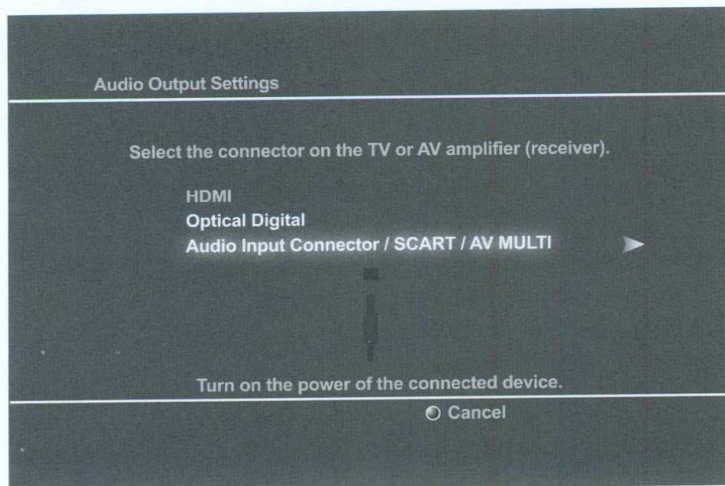 Audio Output Settings
Select the connector on the TV or AV amplifier (receiver).
HDMI
Optical Digital
Audio Input Connector / SCART / AV MULTI
Turn on the power of the connected device.
Cancel